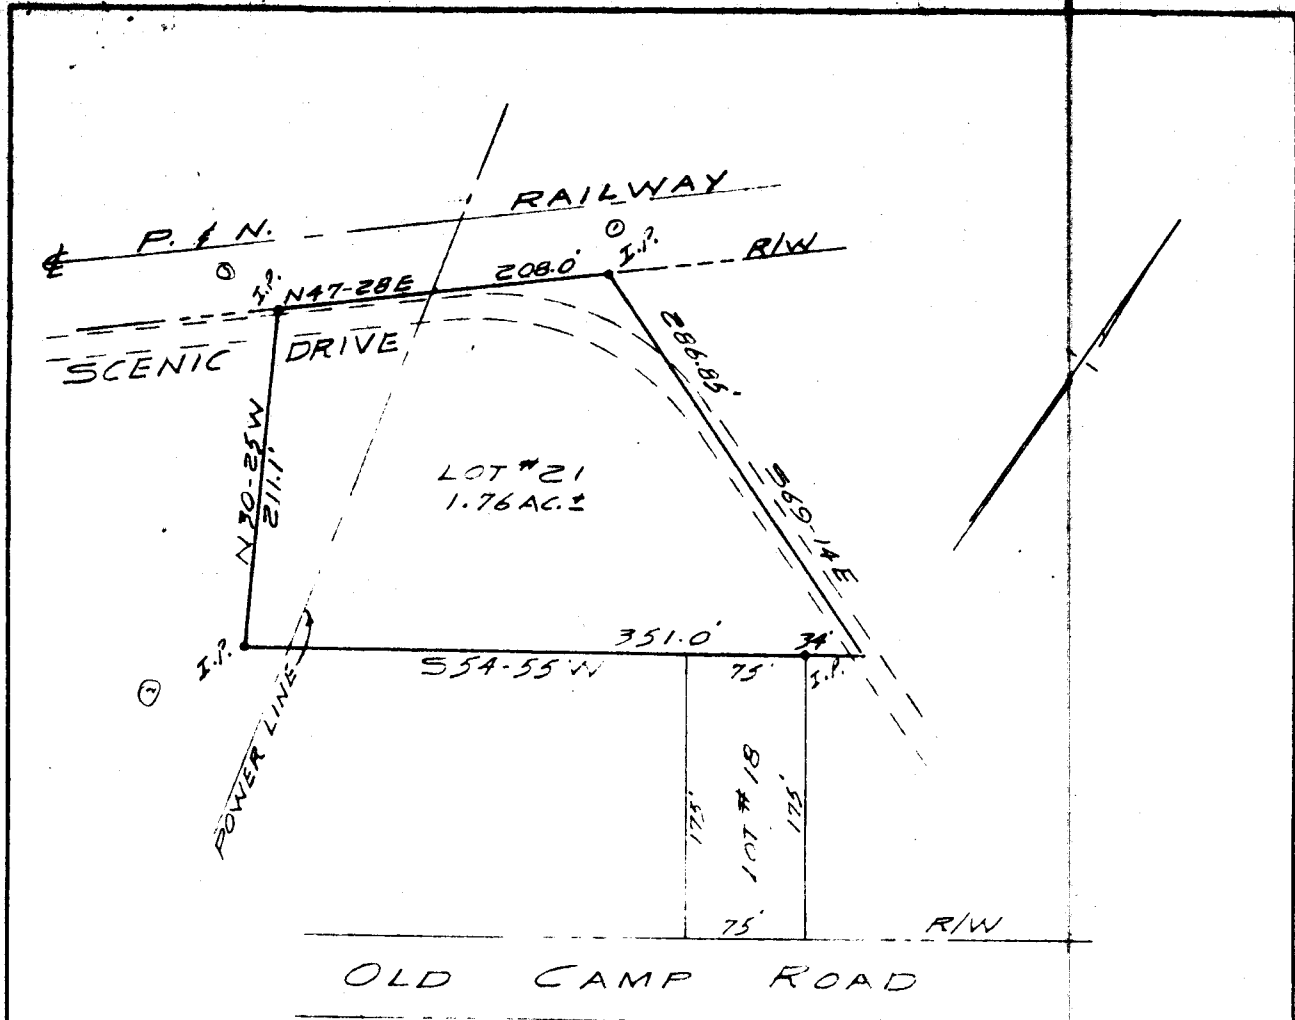 P. & N. RAILWAY
I.P.
R/W
I.P.
N47-28E 208.0'
SCENIC DRIVE
286.85'
S69-14E
N30-25W
211.1'
LOT #21
1.76 AC.±
351.0' 34'
I.P.
S54-55W 75' I.P.
POWER LINE
175'
LOT #18
175'
75'
R/W
OLD CAMP ROAD